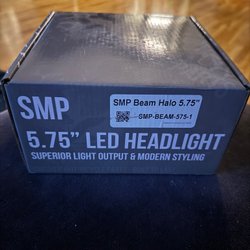 SMP
SMP Beam Halo 5.75"
SMP-BEAM-575-1
5.75" LED HEADLIGHT
SUPERIOR LIGHT OUTPUT & MODERN STYLING